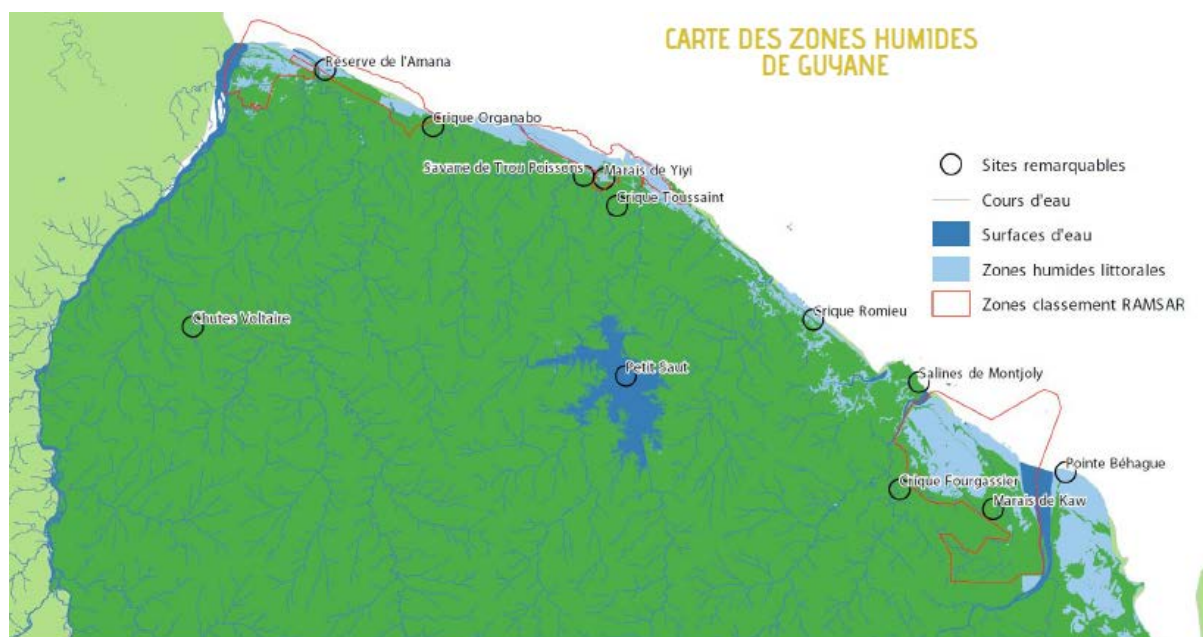 CARTE DES ZONES HUMIDES
DE GUYANE
Réserve de l'Amana
Crique Organabo
Savane de Trou Poissons
Marais de Yiyi
Crique Toussaint
Chutes Voltaire
Petit Saut
Crique Romieu
Salines de Montjoly
Pointe Béhague
Crique Fourgassier
Marais de Kaw
Sites remarquables
Cours d'eau
Surfaces d'eau
Zones humides littorales
Zones classement RAMSAR